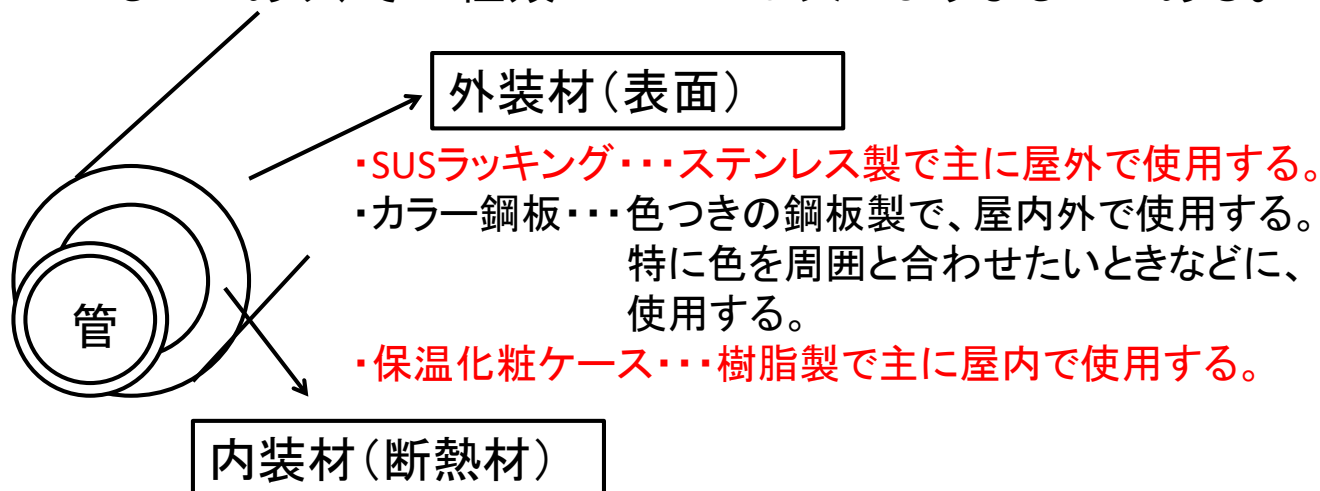 外装材(表面)
・SUSラッキング・・・ステンレス製で主に屋外で使用する。
・カラー鋼板・・・色つきの鋼板製で、屋内外で使用する。
特に色を周囲と合わせたいときなどに、
使用する。
管
・保温化粧ケース・・・樹脂製で主に屋内で使用する。
内装材(断熱材)